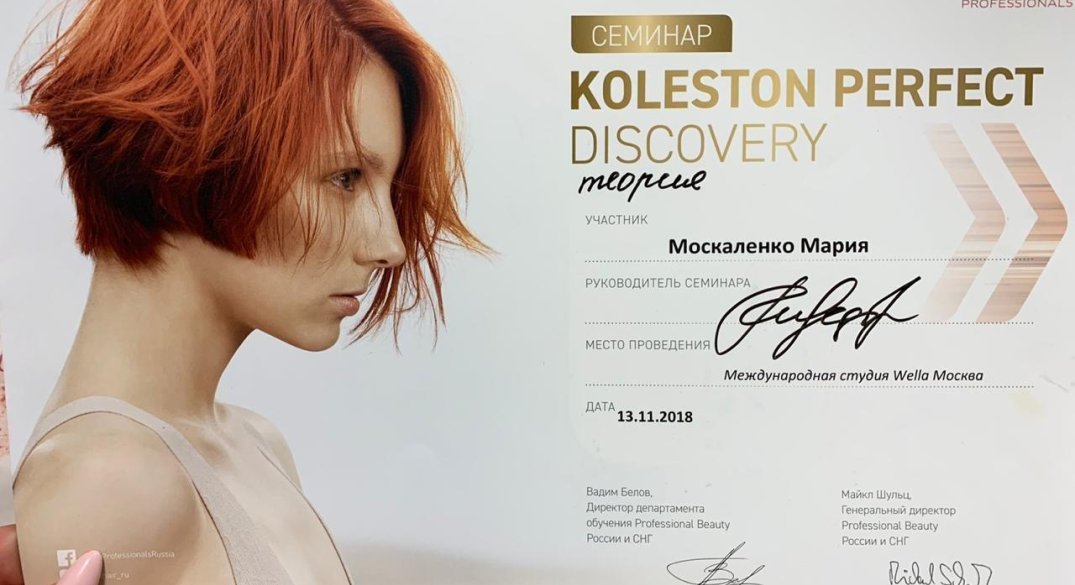 PROFESSIONALS
СЕМИНАР
KOLESTON PERFECT
DISCOVERY
теория
УЧАСТНИК
Москаленко Мария
РУКОВОДИТЕЛЬ СЕМИНАРА
МЕСТО ПРОВЕДЕНИЯ
Международная студия Wella Москва
ДАТА 13.11.2018
Вадим Белов,
Директор департамента
обучения Professional Beauty
России и СНГ
Майкл Шульц,
Генеральный директор
Professional Beauty
России и СНГ
ProfessionalsRussia